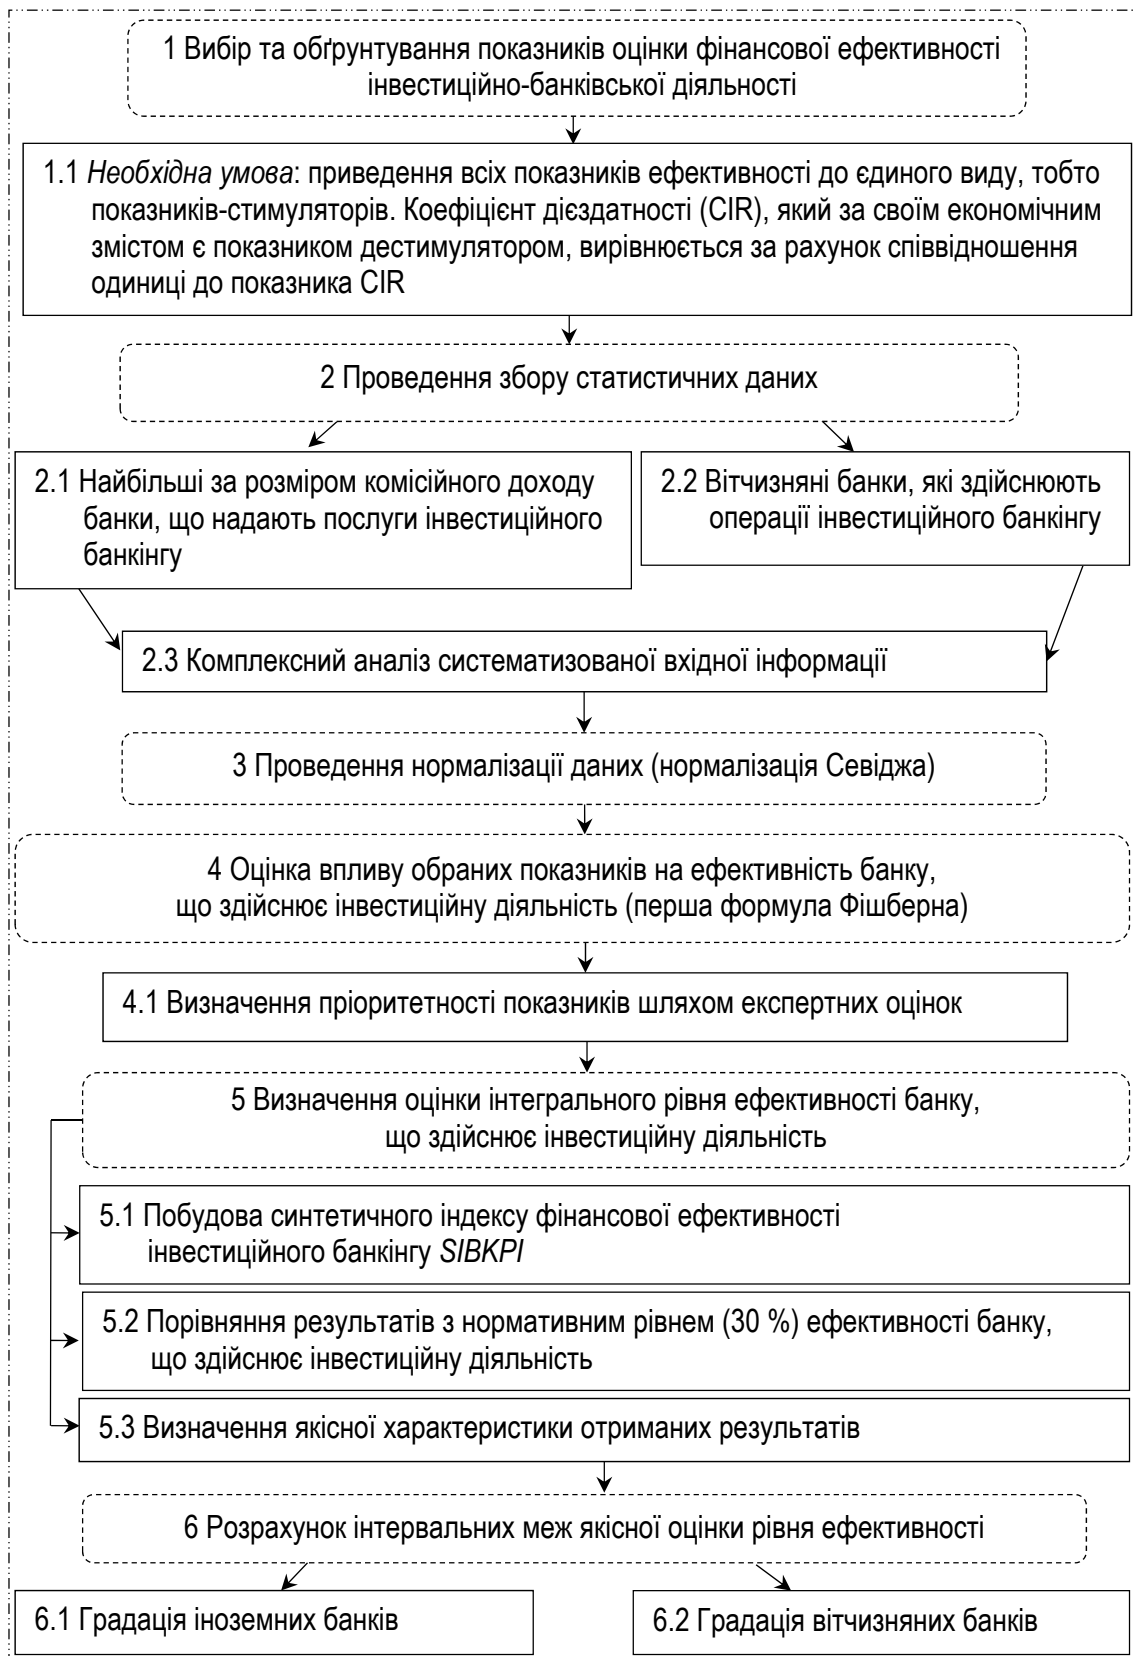 1 Вибір та обґрунтування показників оцінки фінансової ефективності
інвестиційно-банківської діяльності
1.1 Необхідна умова: приведення всіх показників ефективності до єдиного виду, тобто
показників-стимуляторів. Коефіцієнт дієздатності (CIR), який за своїм економічним
змістом є показником дестимулятором, вирівнюється за рахунок співвідношення
одиниці до показника CIR
2 Проведення збору статистичних даних
2.1 Найбільші за розміром комісійного доходу
банки, що надають послуги інвестиційного
банкінгу
2.2 Вітчизняні банки, які здійснюють
операції інвестиційного банкінгу
2.3 Комплексний аналіз систематизованої вхідної інформації
3 Проведення нормалізації даних (нормалізація Севіджа)
4 Оцінка впливу обраних показників на ефективність банку,
що здійснює інвестиційну діяльність (перша формула Фішберна)
4.1 Визначення пріоритетності показників шляхом експертних оцінок
5 Визначення оцінки інтегрального рівня ефективності банку,
що здійснює інвестиційну діяльність
5.1 Побудова синтетичного індексу фінансової ефективності
інвестиційного банкінгу SIBKPI
5.2 Порівняння результатів з нормативним рівнем (30 %) ефективності банку,
що здійснює інвестиційну діяльність
5.3 Визначення якісної характеристики отриманих результатів
6 Розрахунок інтервальних меж якісної оцінки рівня ефективності
6.1 Градація іноземних банків
6.2 Градація вітчизняних банків